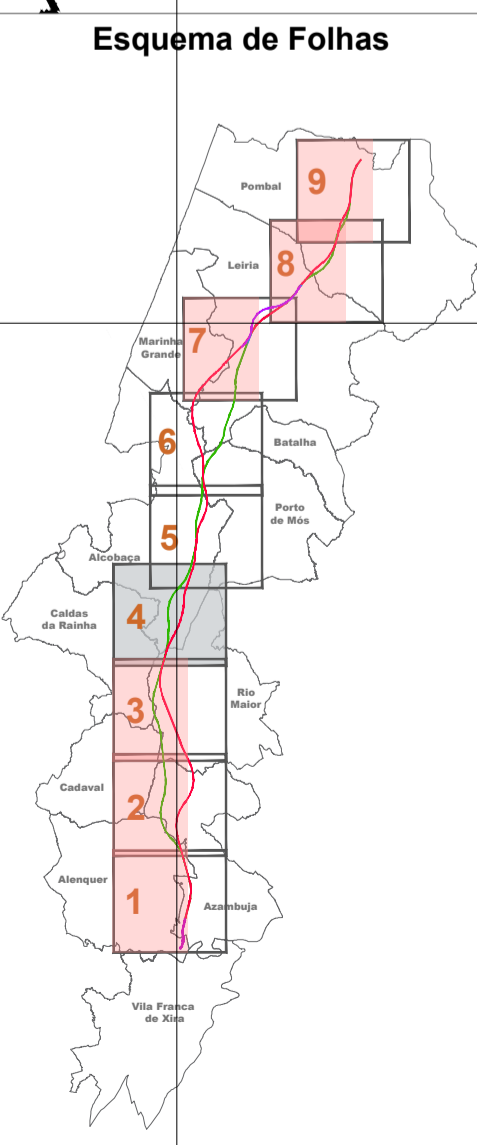 Esquema de Folhas
9
Pombal
8
Leiria
7
Marinha
Grande
6
Batalha
5
Porto
de Mós
Alcobaça
4
Caldas
da Rainha
3
Rio
Maior
2
Cadaval
1
Alenquer
Azambuja
Vila Franca
de Xira